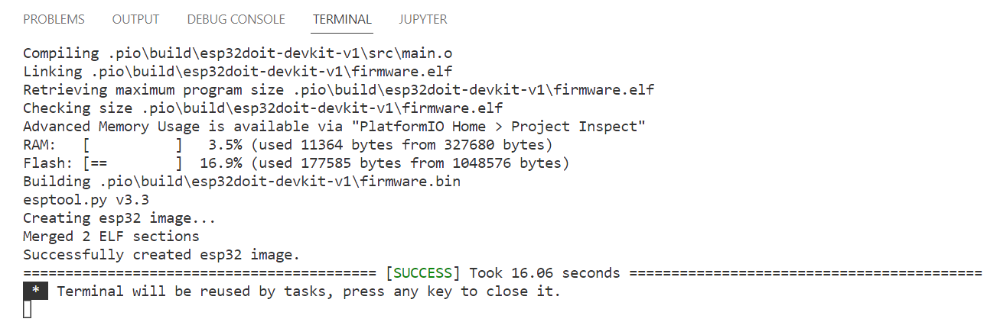 PROBLEMS OUTPUT DEBUG CONSOLE TERMINAL JUPYTER
Compiling .pio\build\esp32doit-devkit-v1\src\main.o
Linking .pio\build\esp32doit-devkit-v1\firmware.elf
Retrieving maximum program size .pio\build\esp32doit-devkit-v1\firmware.elf
Checking size .pio\build\esp32doit-devkit-v1\firmware.elf
Advanced Memory Usage is available via "PlatformIO Home > Project Inspect"
RAM:   [          ]   3.5% (used 11364 bytes from 327680 bytes)
Flash: [==        ]  16.9% (used 177585 bytes from 1048576 bytes)
Building .pio\build\esp32doit-devkit-v1\firmware.bin
esptool.py v3.3
Creating esp32 image...
Merged 2 ELF sections
Successfully created esp32 image.
========================================== [SUCCESS] Took 16.06 seconds ==========================================
* Terminal will be reused by tasks, press any key to close it.